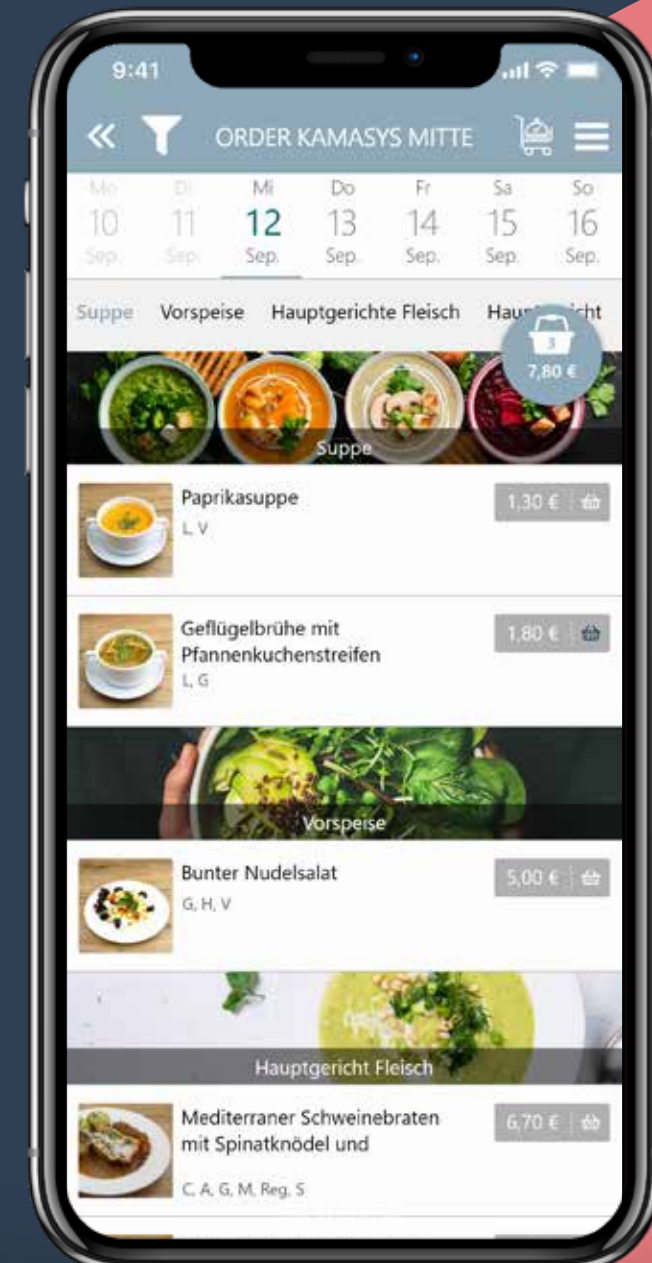 9:41
ORDER KAMASYS MITTE
Mo Di Mi Do Fr Sa So
10 11 12 13 14 15 16
Sep. Sep. Sep. Sep. Sep. Sep. Sep.
Suppe Vorspeise Hauptgerichte Fleisch
3
7,80 €
Suppe
Paprikasuppe
1,30 €
L, V
Geflügelbrühe mit
1,80 €
Pfannenkuchenstreifen
L, G
Vorspeise
Bunter Nudelsalat
5,00 €
G, H, V
Hauptgericht Fleisch
Mediterraner Schweinebraten
6,70 €
mit Spinatknödel und
C, A, G, M, Reg, S